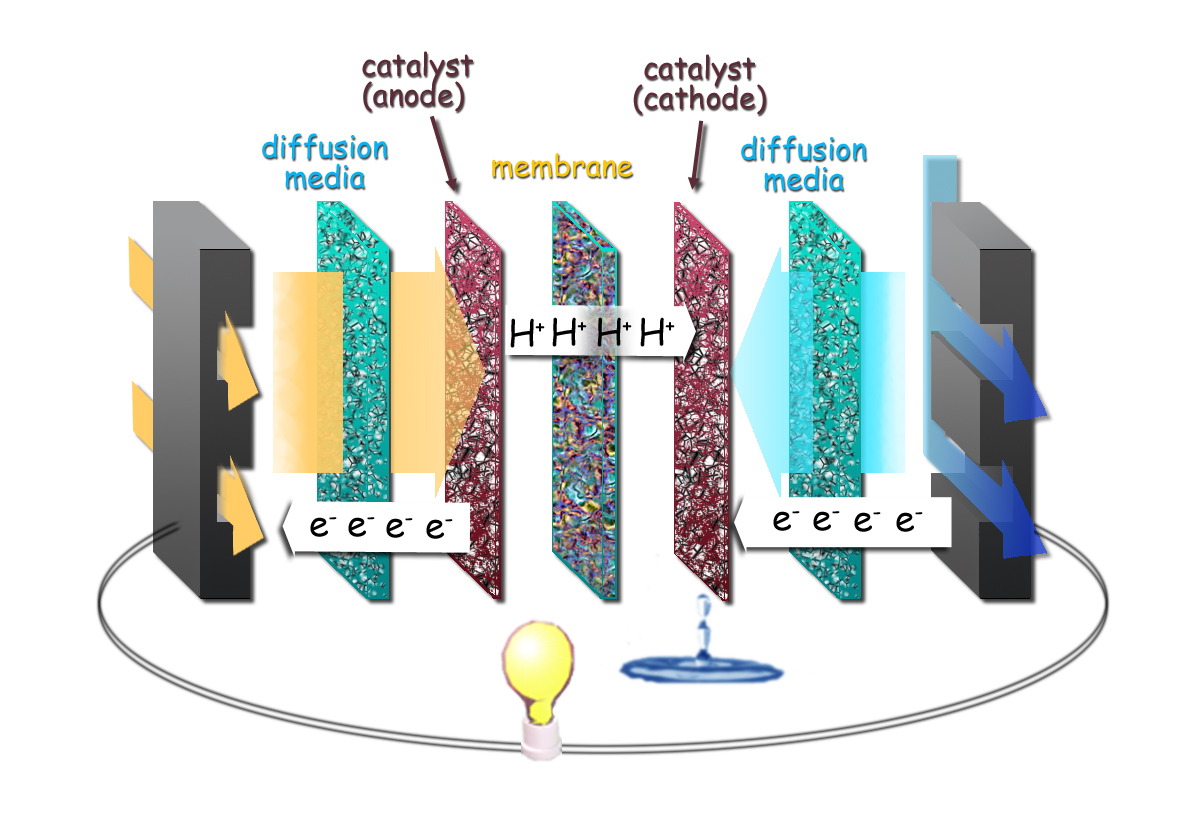 catalyst
(anode)
catalyst
(cathode)
diffusion
media
membrane
diffusion
media
H⁺ H⁺ H⁺ H⁺
e⁻ e⁻ e⁻ e⁻
e⁻ e⁻ e⁻ e⁻